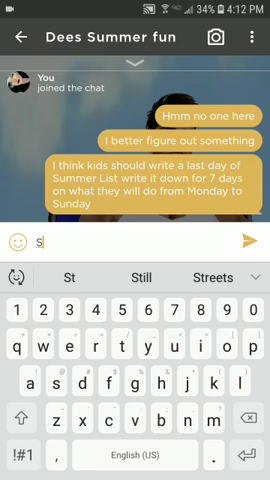 34% 4:12 PM
Dees Summer fun
You
joined the chat
Hmm no one here
I better figure out something
I think kids should write a last day of
Summer List write it down for 7 days
on what they will do from Monday to
Sunday
S
St Still Streets
1 2 3 4 5 6 7 8 9 0
q w e r t y u i o p
a s d f g h j k l
z x c v b n m
!#1 , English (US) .